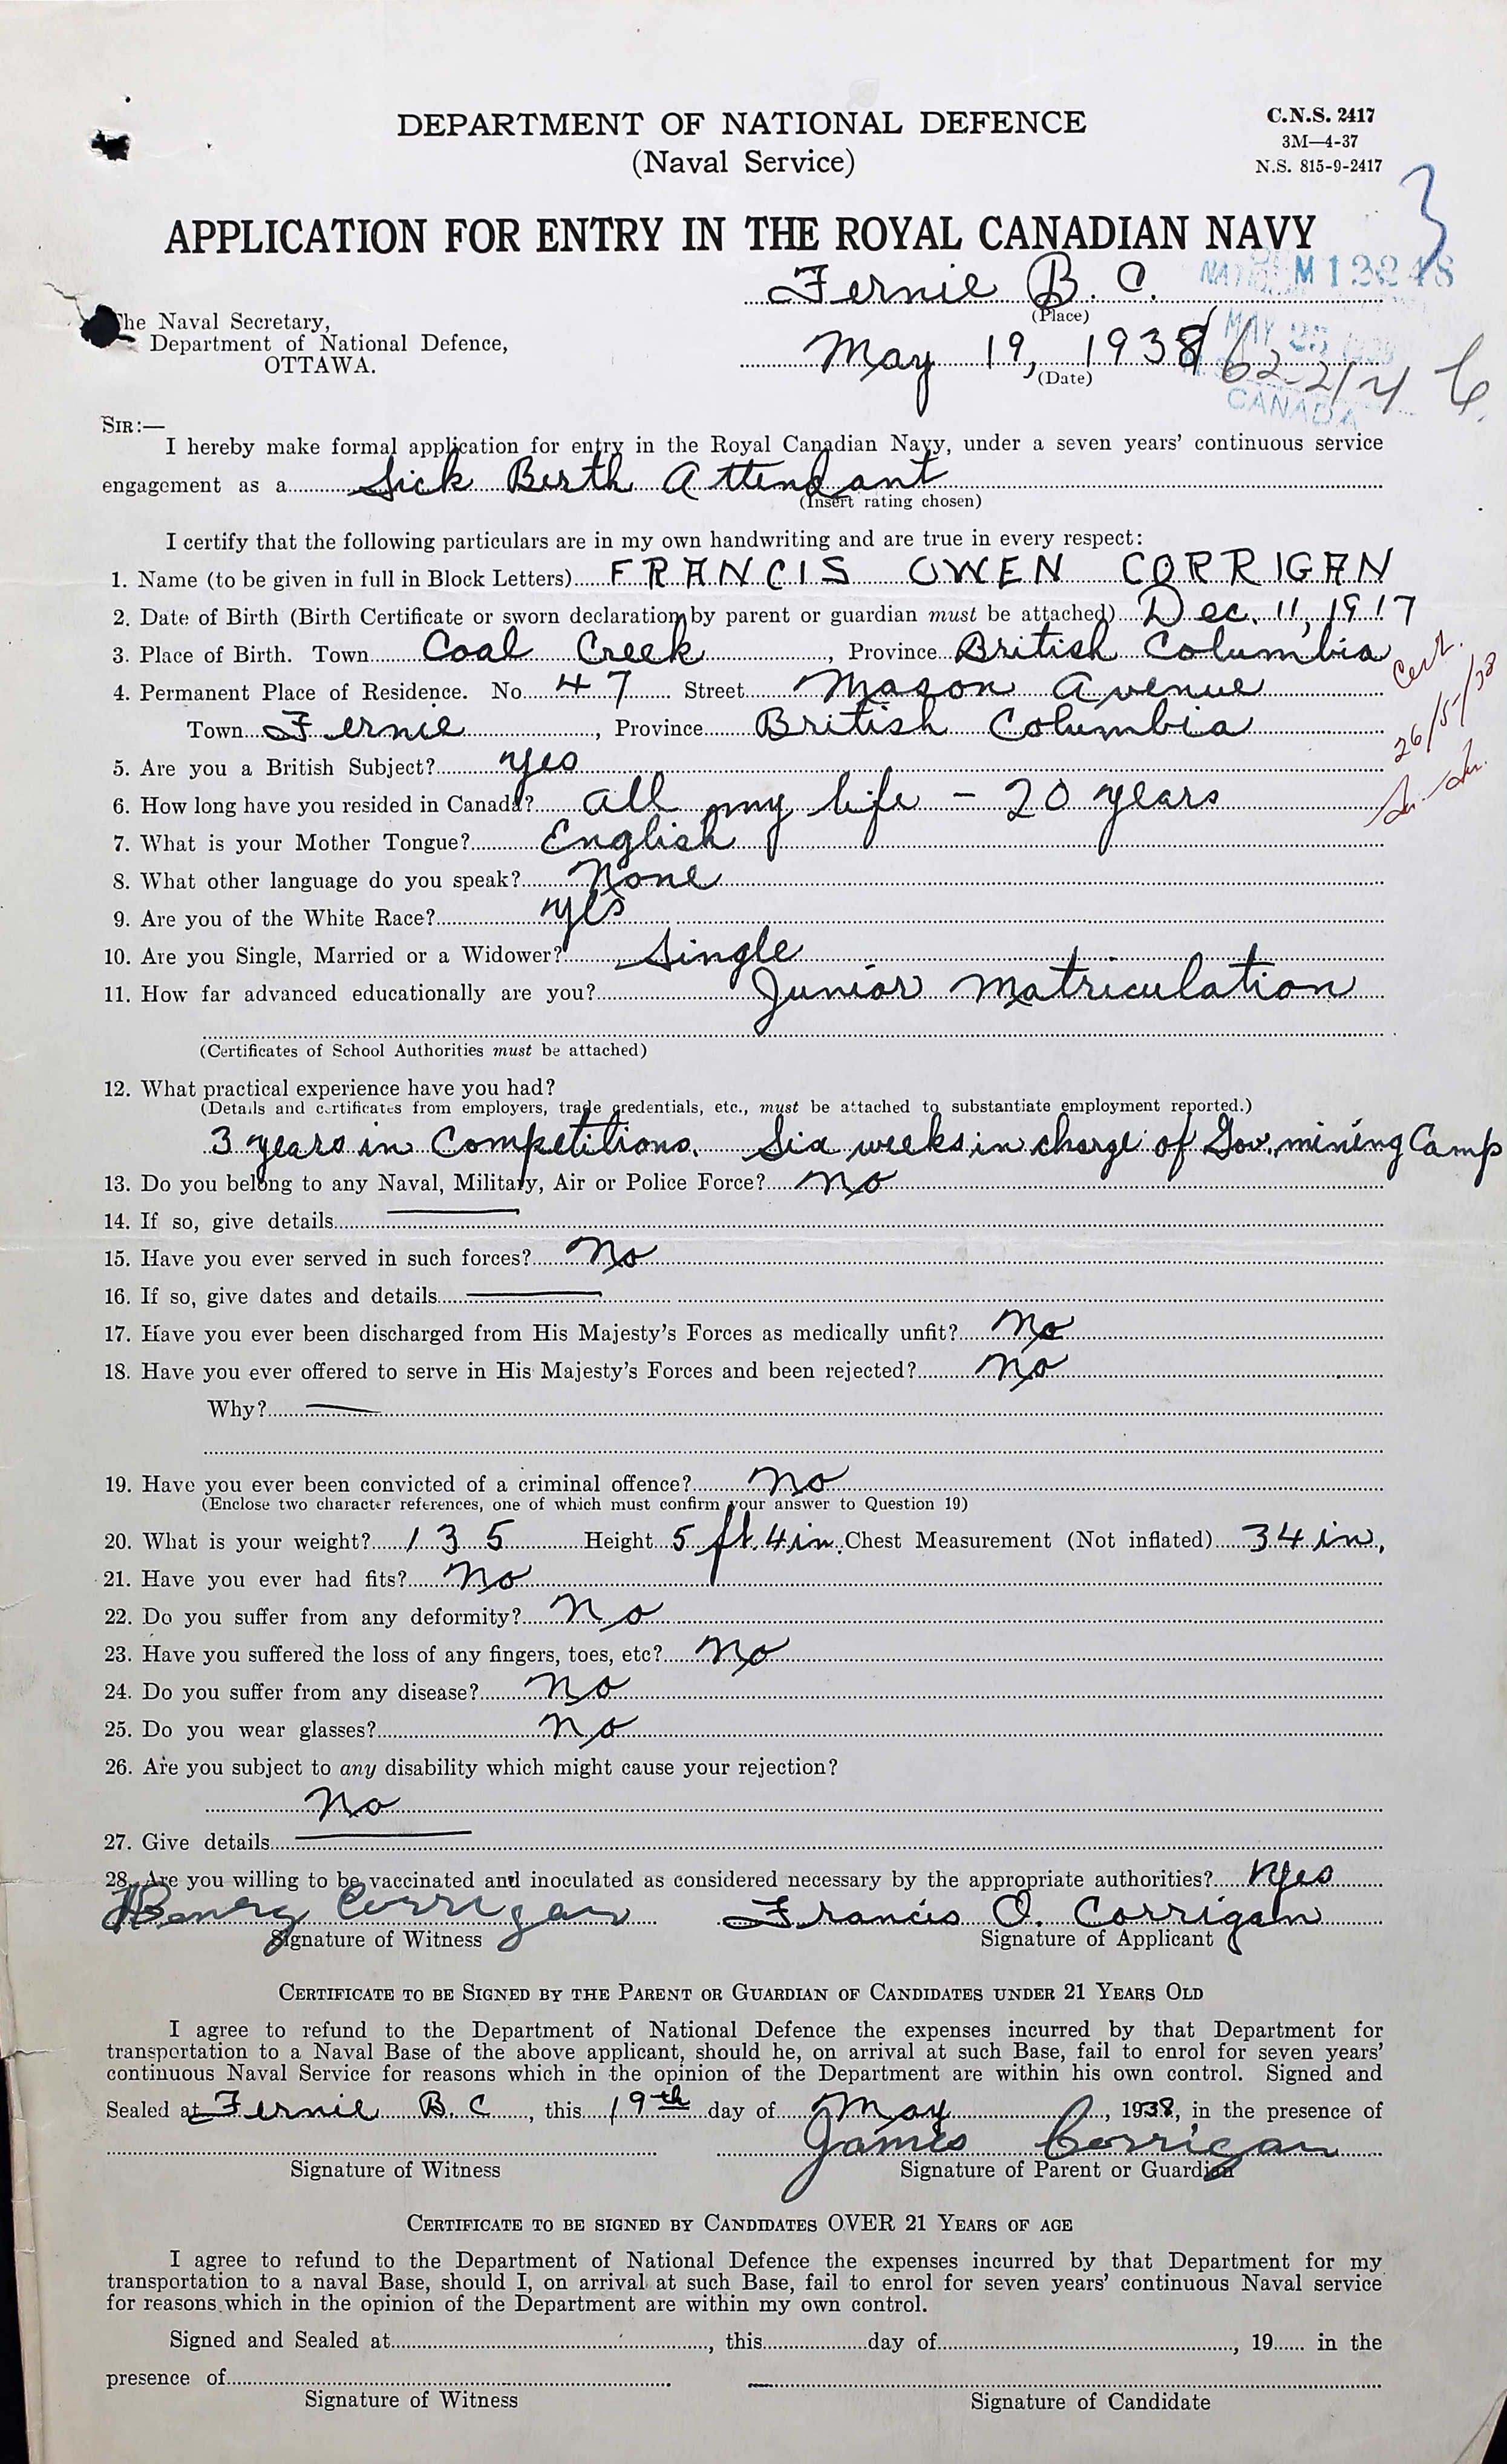 DEPARTMENT OF NATIONAL DEFENCE
(Naval Service)
C.N.S. 2417
3M—4-37
N.S. 815-9-2417
3
APPLICATION FOR ENTRY IN THE ROYAL CANADIAN NAVY
M 12248
Fernie B. C.
(Place)
The Naval Secretary,
Department of National Defence,
OTTAWA.
May 19, 1938
(Date)
MAY 25
CANADA
SIR:—
I hereby make formal application for entry in the Royal Canadian Navy, under a seven years' continuous service
engagement as a Sick Berth Attendant
(Insert rating chosen)
I certify that the following particulars are in my own handwriting and are true in every respect:
1. Name (to be given in full in Block Letters) FRANCIS OWEN CORRIGAN
2. Date of Birth (Birth Certificate or sworn declaration by parent or guardian must be attached) Dec. 11, 1917
3. Place of Birth. Town Coal Creek, Province British Columbia
Cert.
26/5/38
4. Permanent Place of Residence. No. 47 Street Mason Avenue
Town Fernie, Province British Columbia
5. Are you a British Subject? yes
6. How long have you resided in Canada? all my life - 20 years
7. What is your Mother Tongue? English
8. What other language do you speak? None
9. Are you of the White Race? yes
10. Are you Single, Married or a Widower? Single
11. How far advanced educationally are you? Junior Matriculation
(Certificates of School Authorities must be attached)
12. What practical experience have you had?
(Details and certificates from employers, trade credentials, etc., must be attached to substantiate employment reported.)
3 years in Competitions. Six weeks in charge of Gov. mining Camp
13. Do you belong to any Naval, Military, Air or Police Force? no
14. If so, give details
15. Have you ever served in such forces? No
16. If so, give dates and details
17. Have you ever been discharged from His Majesty's Forces as medically unfit? No
18. Have you ever offered to serve in His Majesty's Forces and been rejected? no
Why?
19. Have you ever been convicted of a criminal offence? no
(Enclose two character references, one of which must confirm your answer to Question 19)
20. What is your weight? 135 Height 5 ft. 4 in. Chest Measurement (Not inflated) 34 in.
21. Have you ever had fits? no
22. Do you suffer from any deformity? no
23. Have you suffered the loss of any fingers, toes, etc? no
24. Do you suffer from any disease? no
25. Do you wear glasses? no
26. Are you subject to any disability which might cause your rejection?
No
27. Give details
28. Are you willing to be vaccinated and inoculated as considered necessary by the appropriate authorities? yes
Henry Corrigan Francis O. Corrigan
Signature of Witness Signature of Applicant
CERTIFICATE TO BE SIGNED BY THE PARENT OR GUARDIAN OF CANDIDATES UNDER 21 YEARS OLD
I agree to refund to the Department of National Defence the expenses incurred by that Department for
transportation to a Naval Base of the above applicant, should he, on arrival at such Base, fail to enrol for seven years'
continuous Naval Service for reasons which in the opinion of the Department are within his own control. Signed and
Sealed at Fernie B. C., this 19th day of May, 1938, in the presence of
James Corrigan
Signature of Witness Signature of Parent or Guardian
CERTIFICATE TO BE SIGNED BY CANDIDATES OVER 21 YEARS OF AGE
I agree to refund to the Department of National Defence the expenses incurred by that Department for my
transportation to a naval Base, should I, on arrival at such Base, fail to enrol for seven years' continuous Naval service
for reasons which in the opinion of the Department are within my own control.
Signed and Sealed at, this day of, 19 in the
presence of
Signature of Witness Signature of Candidate